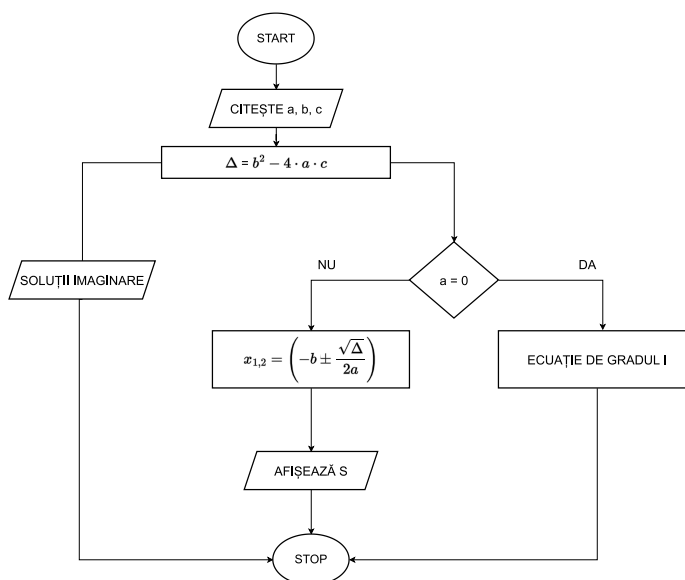 START
CITEȘTE a, b, c
Δ = b² − 4 · a · c
SOLUȚII IMAGINARE
NU
a = 0
DA
x₁,₂ = (−b ± √Δ / 2a)
ECUAȚIE DE GRADUL I
AFIȘEAZĂ S
STOP